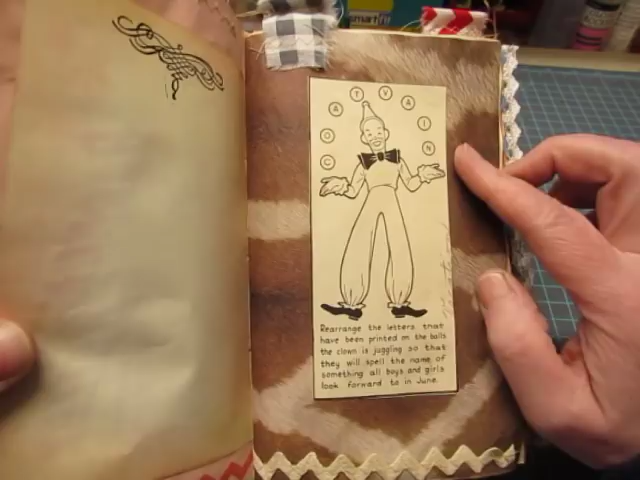 smart
C O A T V A I N
Rearrange the letters that
have been printed on the balls
the clown is juggling so that
they will spell the name of
something all boys and girls
look forward to in June.